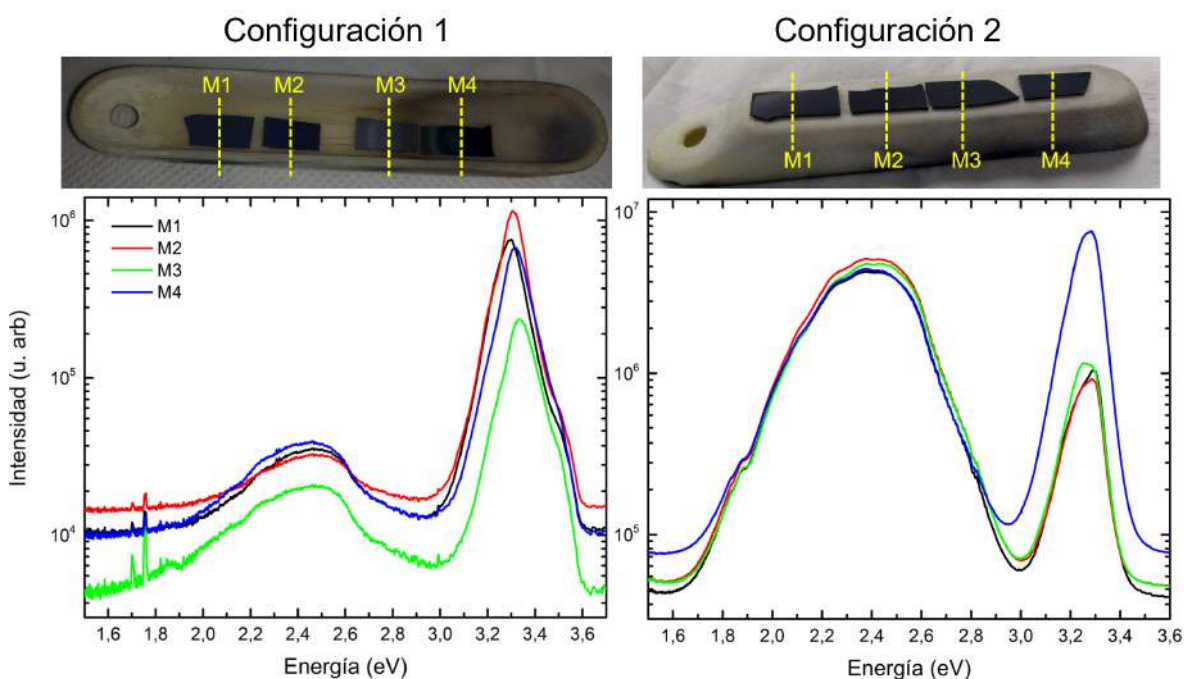 Configuración 1
Configuración 2
M1 M2 M3 M4
M1 M2 M3 M4
Intensidad (u. arb)
10^6
10^5
10^4
M1
M2
M3
M4
1,6 1,8 2,0 2,2 2,4 2,6 2,8 3,0 3,2 3,4 3,6
Energía (eV)
10^7
10^6
10^5
1,6 1,8 2,0 2,2 2,4 2,6 2,8 3,0 3,2 3,4 3,6
Energía (eV)